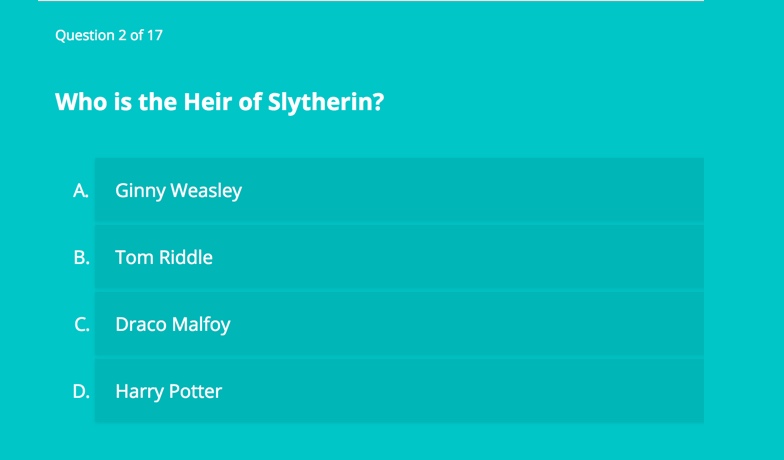 Question 2 of 17
Who is the Heir of Slytherin?
A. Ginny Weasley
B. Tom Riddle
C. Draco Malfoy
D. Harry Potter